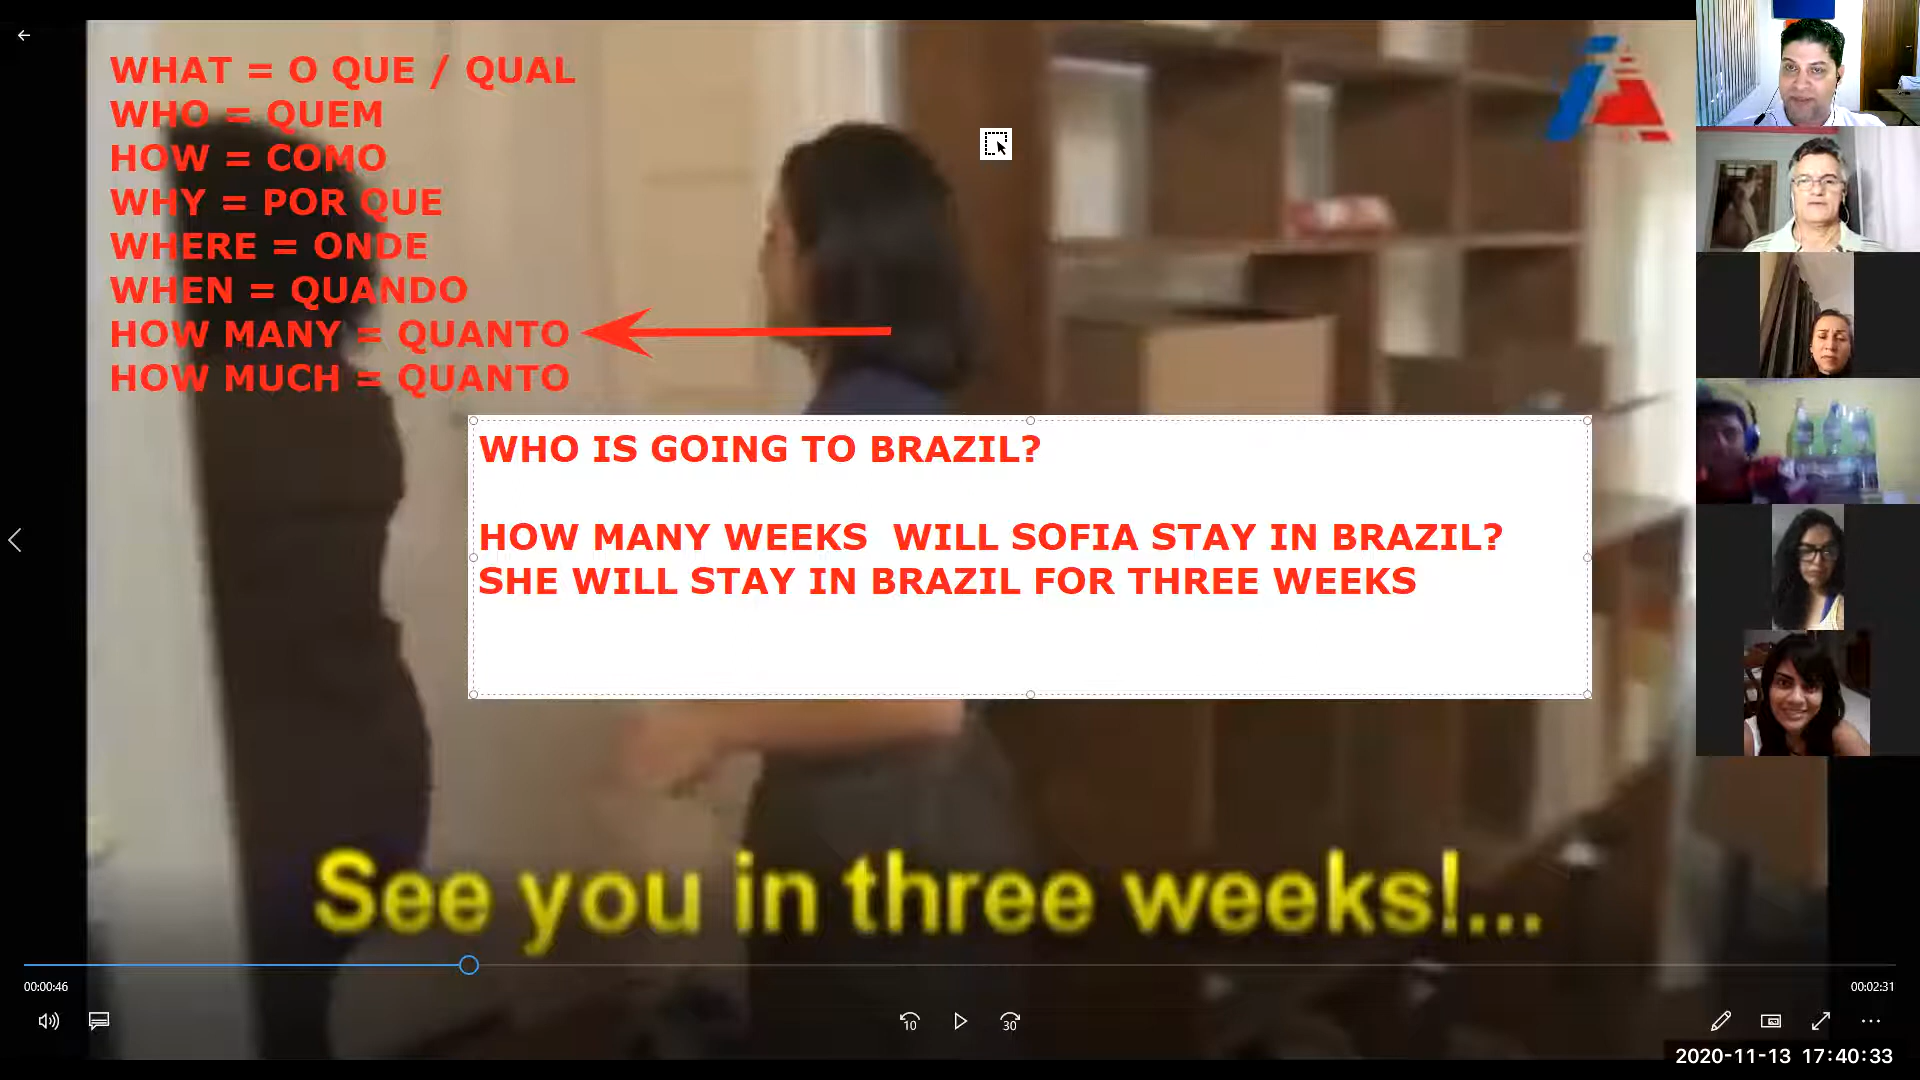 WHAT = O QUE / QUAL
WHO = QUEM
HOW = COMO
WHY = POR QUE
WHERE = ONDE
WHEN = QUANDO
HOW MANY = QUANTO
HOW MUCH = QUANTO
WHO IS GOING TO BRAZIL?
HOW MANY WEEKS  WILL SOFIA STAY IN BRAZIL?
SHE WILL STAY IN BRAZIL FOR THREE WEEKS
See you in three weeks!...
00:00:46
00:02:31
10
30
2020-11-13 17:40:33